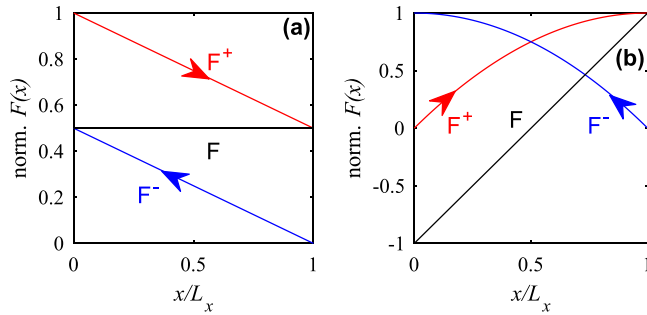 (a)
norm. F(x)
1
0.8
0.6
0.4
0.2
0
F+
F
F-
0
0.5
1
x/Lx
(b)
norm. F(x)
1
0.5
0
-0.5
-1
F+
F
F-
0
0.5
1
x/Lx